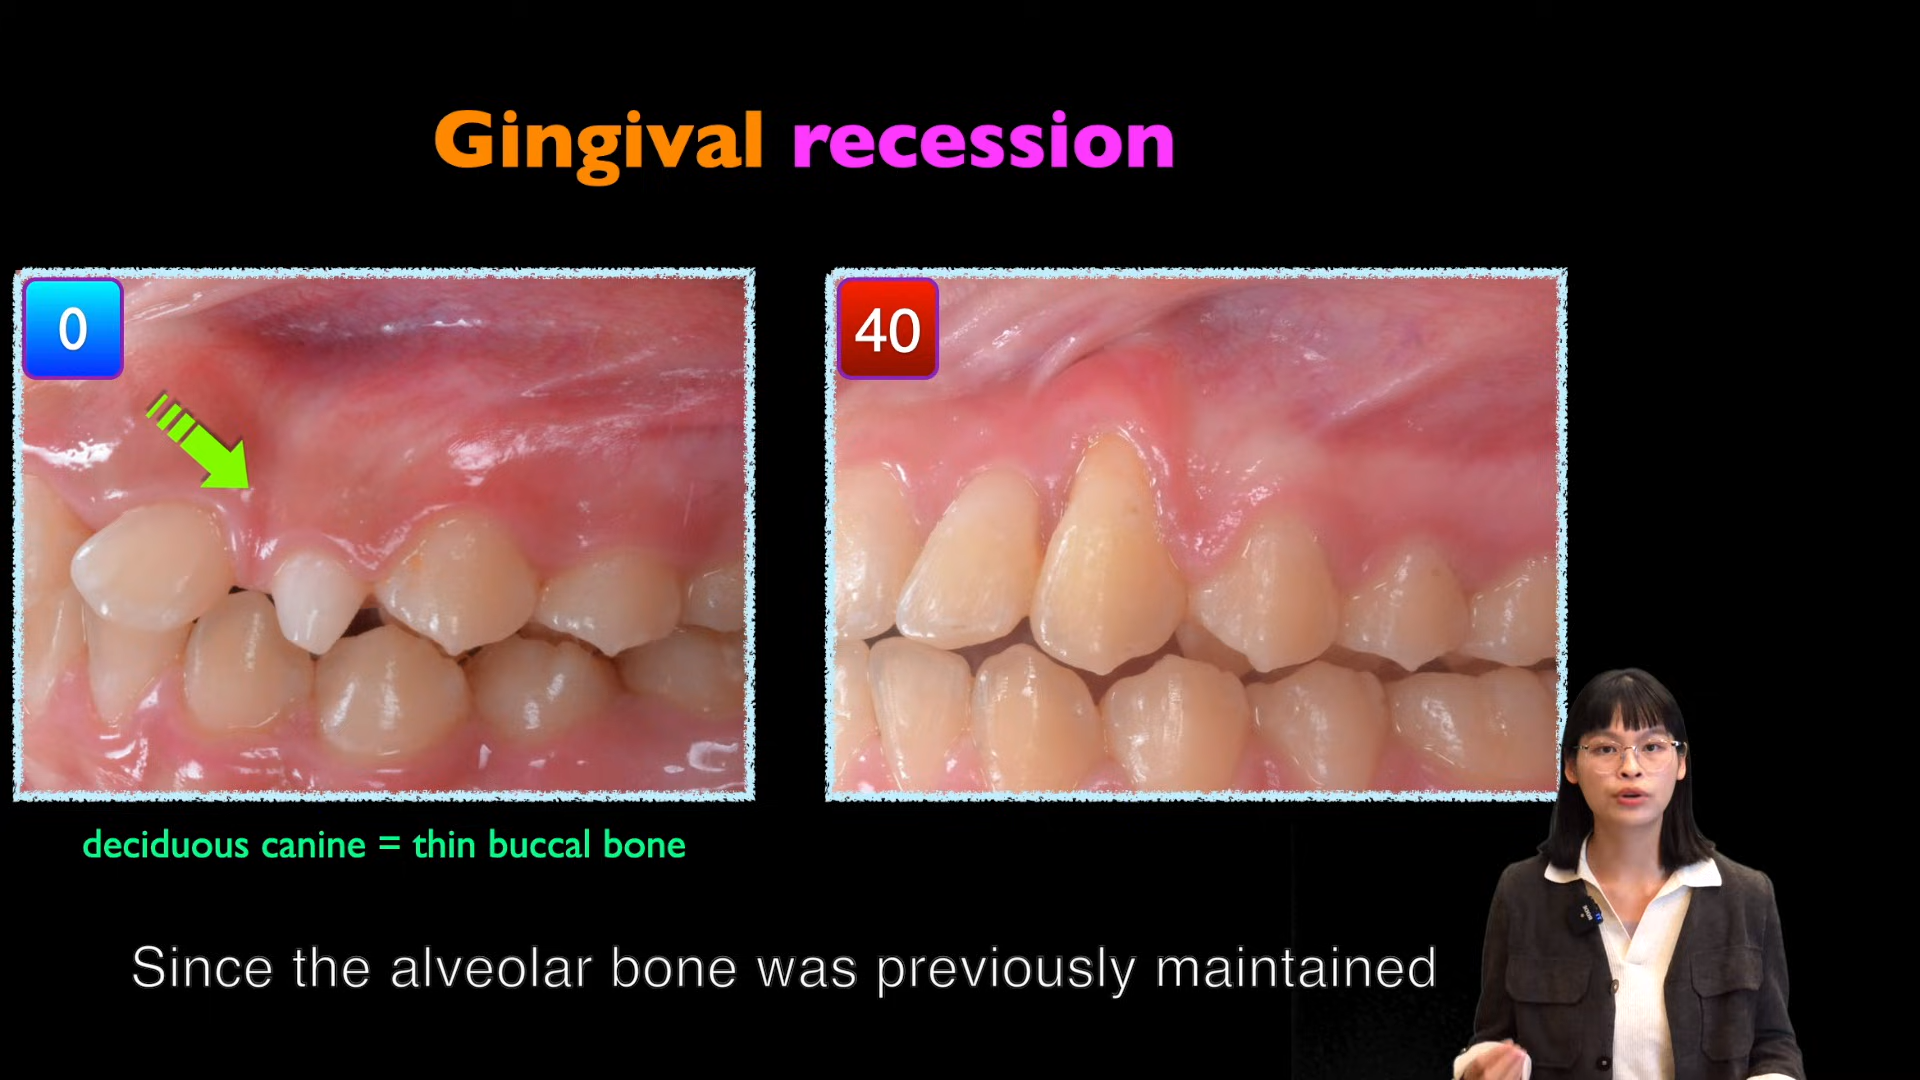 Gingival recession
0
40
deciduous canine = thin buccal bone
Since the alveolar bone was previously maintained